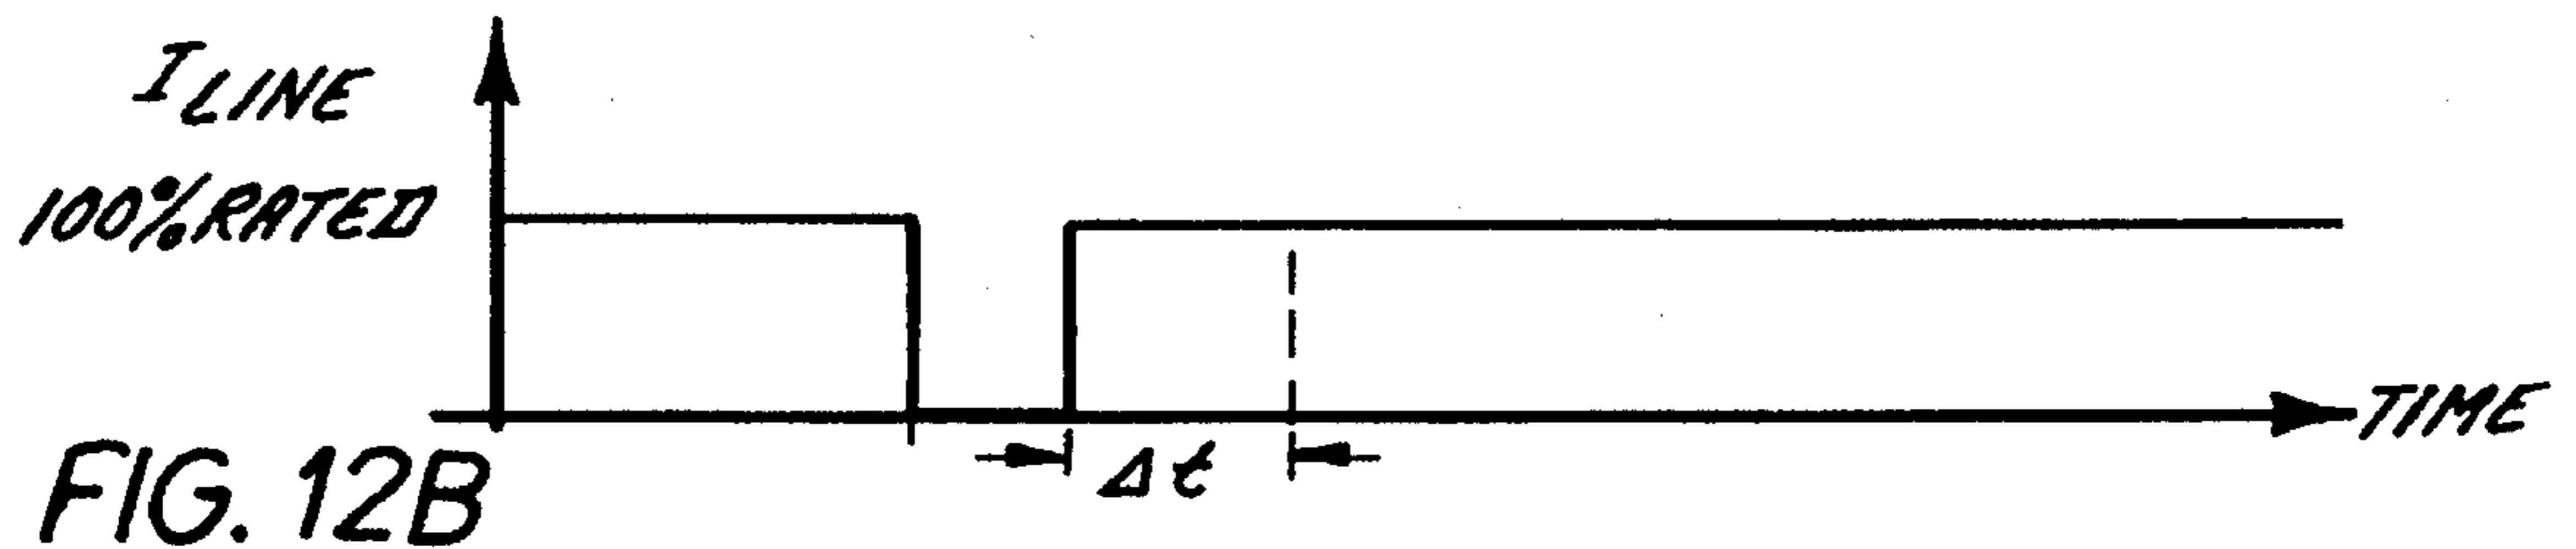 I LINE
100% RATED
TIME
Δt
FIG. 12B